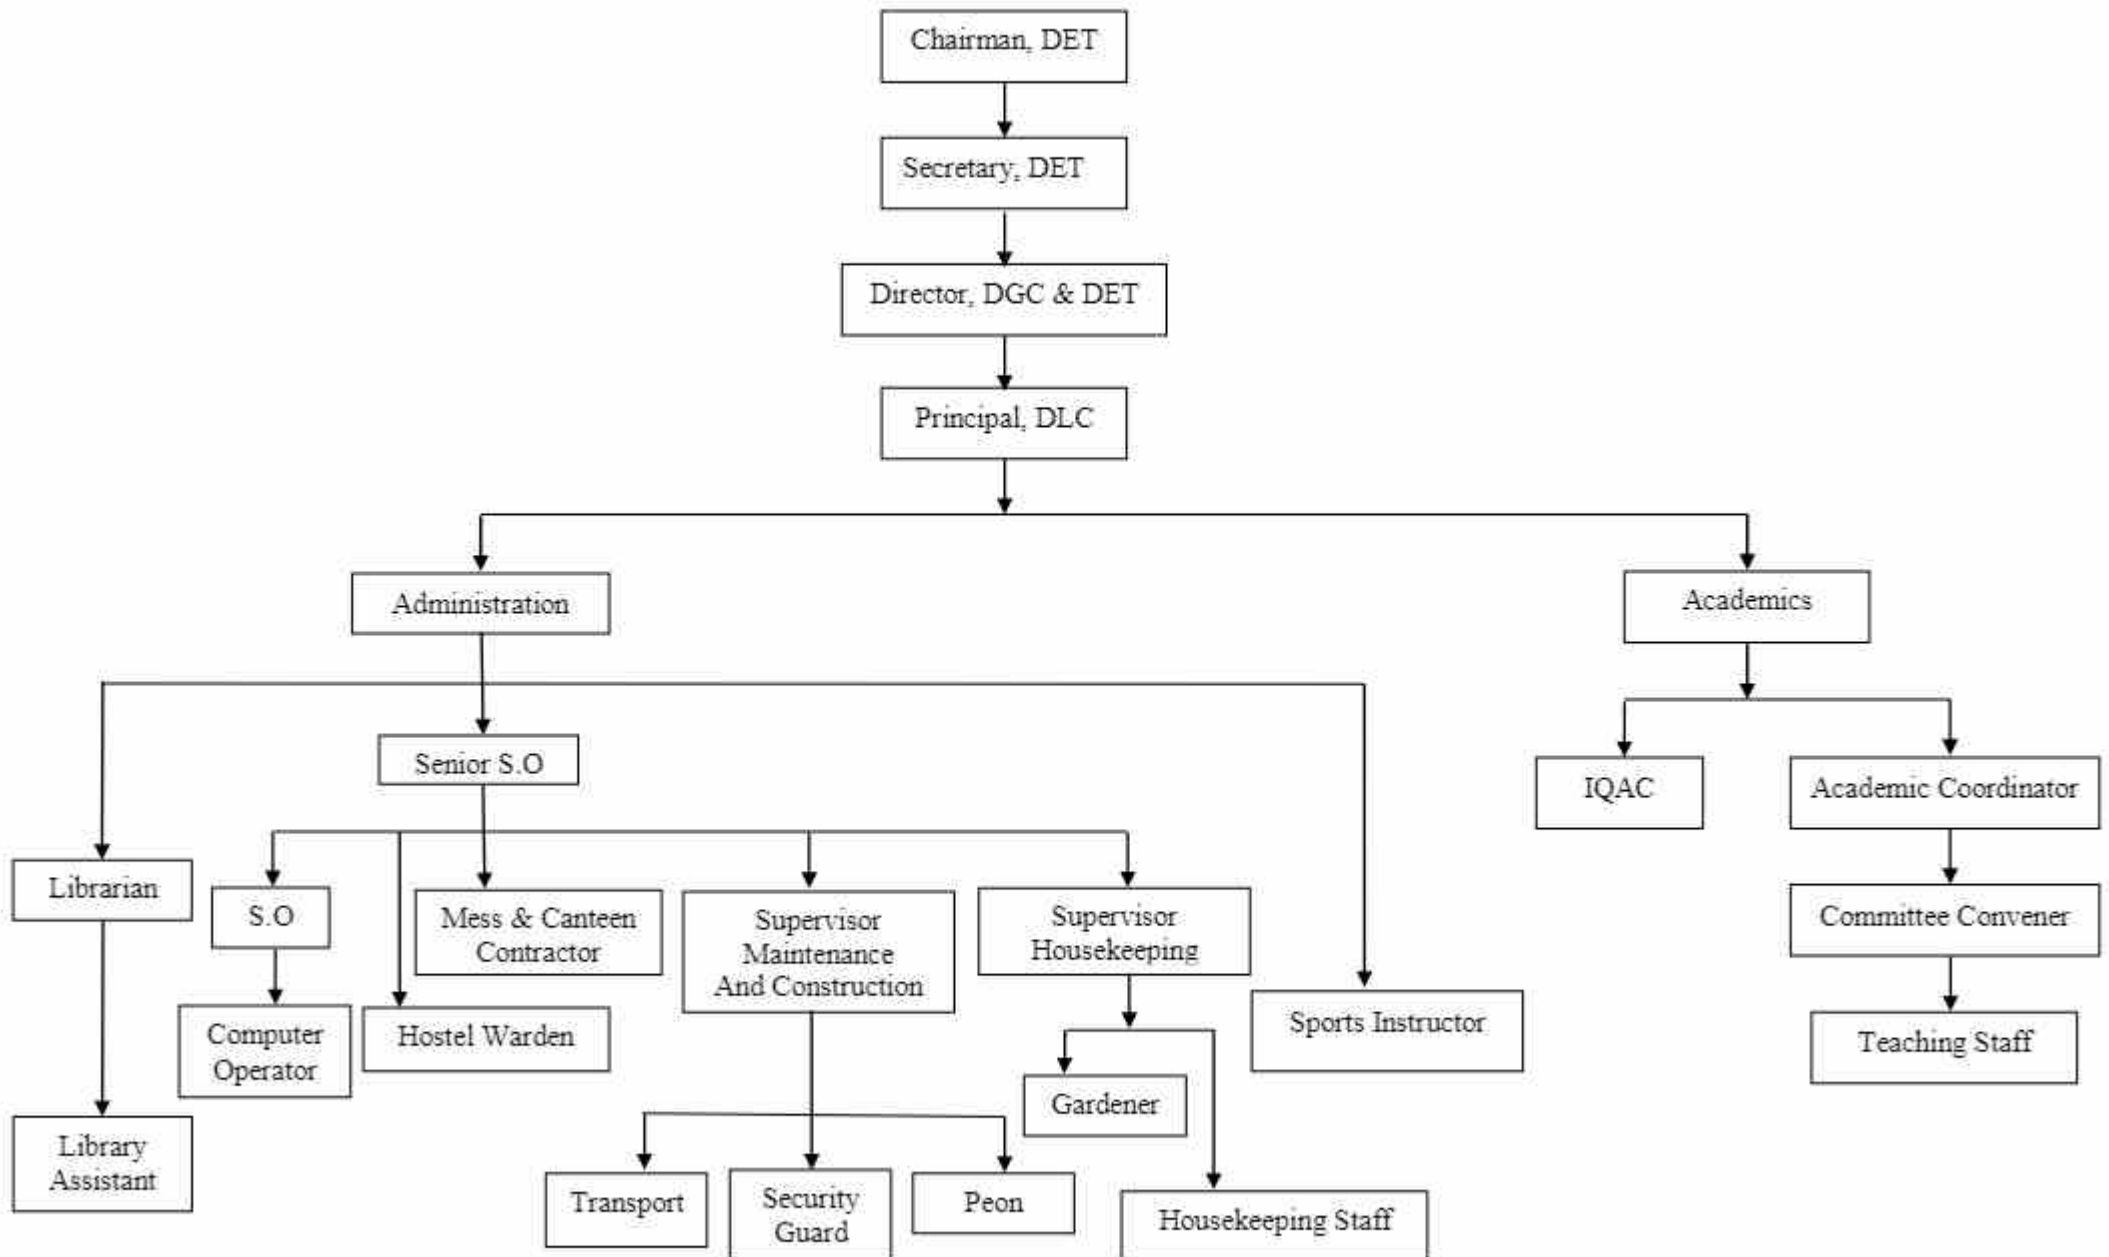 Chairman, DET
Secretary, DET
Director, DGC & DET
Principal, DLC
Administration
Academics
Senior S.O
IQAC
Academic Coordinator
Librarian
S.O
Mess & Canteen
Contractor
Supervisor
Maintenance
And Construction
Supervisor
Housekeeping
Committee Convener
Computer
Operator
Hostel Warden
Sports Instructor
Teaching Staff
Gardener
Library
Assistant
Transport
Security
Guard
Peon
Housekeeping Staff